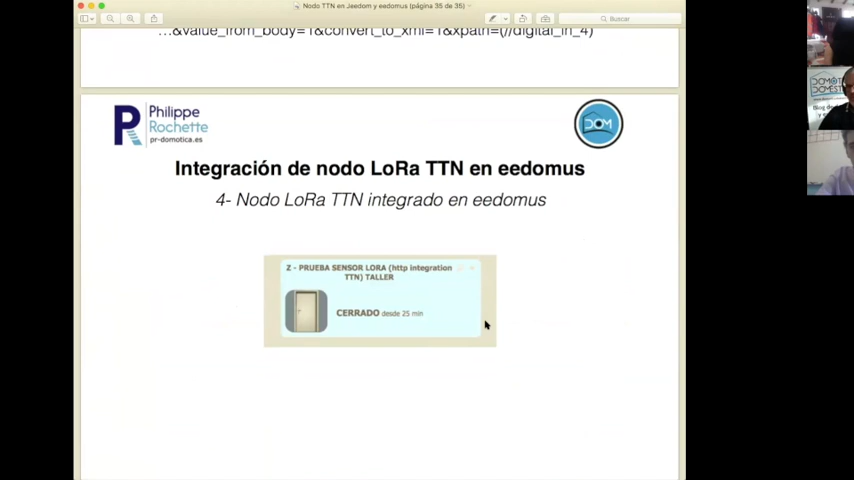 Nodo TTN en Jeedom y eedomus (página 35 de 35)
Buscar
...&value_from_body=1&convert_to_xml=1&xpath=(//digital_in_4)
Philippe
Rochette
pr-domotica.es
DOM
Integración de nodo LoRa TTN en eedomus
4- Nodo LoRa TTN integrado en eedomus
Z - PRUEBA SENSOR LORA (http integration
TTN) TALLER
CERRADO desde 25 min